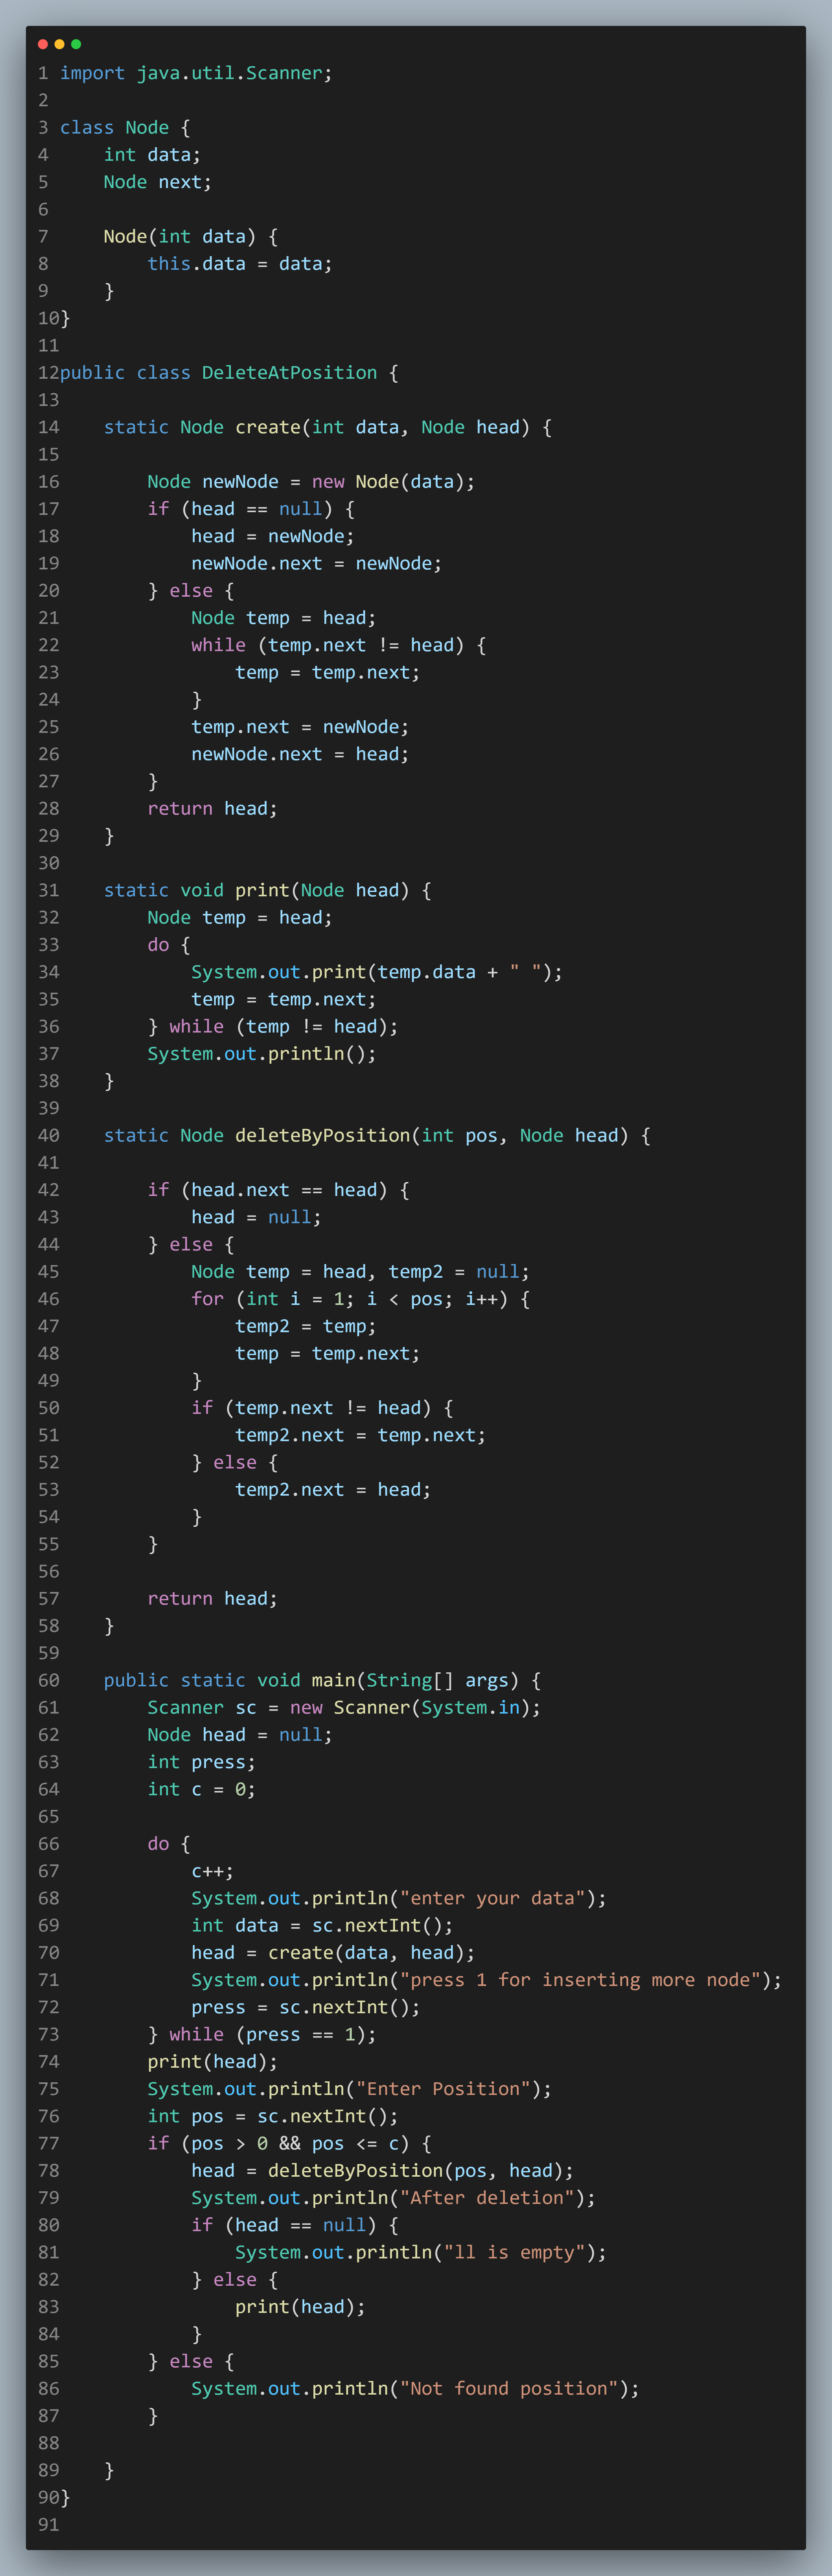 1 import java.util.Scanner;
2
3 class Node {
4     int data;
5     Node next;
6
7     Node(int data) {
8         this.data = data;
9     }
10}
11
12public class DeleteAtPosition {
13
14    static Node create(int data, Node head) {
15
16        Node newNode = new Node(data);
17        if (head == null) {
18            head = newNode;
19            newNode.next = newNode;
20        } else {
21            Node temp = head;
22            while (temp.next != head) {
23                temp = temp.next;
24            }
25            temp.next = newNode;
26            newNode.next = head;
27        }
28        return head;
29    }
30
31    static void print(Node head) {
32        Node temp = head;
33        do {
34            System.out.print(temp.data + " ");
35            temp = temp.next;
36        } while (temp != head);
37        System.out.println();
38    }
39
40    static Node deleteByPosition(int pos, Node head) {
41
42        if (head.next == head) {
43            head = null;
44        } else {
45            Node temp = head, temp2 = null;
46            for (int i = 1; i < pos; i++) {
47                temp2 = temp;
48                temp = temp.next;
49            }
50            if (temp.next != head) {
51                temp2.next = temp.next;
52            } else {
53                temp2.next = head;
54            }
55        }
56
57        return head;
58    }
59
60    public static void main(String[] args) {
61        Scanner sc = new Scanner(System.in);
62        Node head = null;
63        int press;
64        int c = 0;
65
66        do {
67            c++;
68            System.out.println("enter your data");
69            int data = sc.nextInt();
70            head = create(data, head);
71            System.out.println("press 1 for inserting more node");
72            press = sc.nextInt();
73        } while (press == 1);
74        print(head);
75        System.out.println("Enter Position");
76        int pos = sc.nextInt();
77        if (pos > 0 && pos <= c) {
78            head = deleteByPosition(pos, head);
79            System.out.println("After deletion");
80            if (head == null) {
81                System.out.println("ll is empty");
82            } else {
83                print(head);
84            }
85        } else {
86            System.out.println("Not found position");
87        }
88
89    }
90}
91